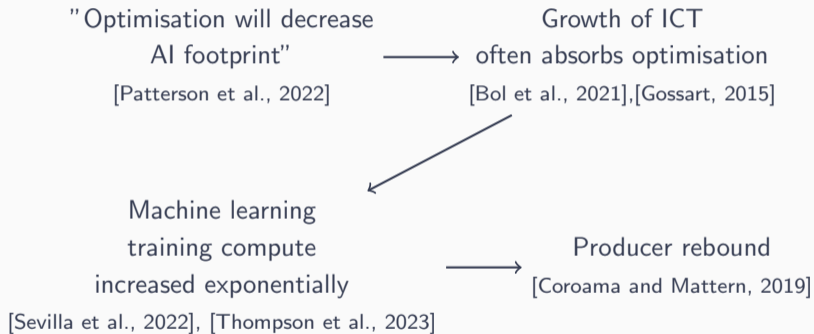 "Optimisation will decrease
AI footprint"
[Patterson et al., 2022]
Growth of ICT
often absorbs optimisation
[Bol et al., 2021],[Gossart, 2015]
Machine learning
training compute
increased exponentially
[Sevilla et al., 2022], [Thompson et al., 2023]
Producer rebound
[Coroama and Mattern, 2019]